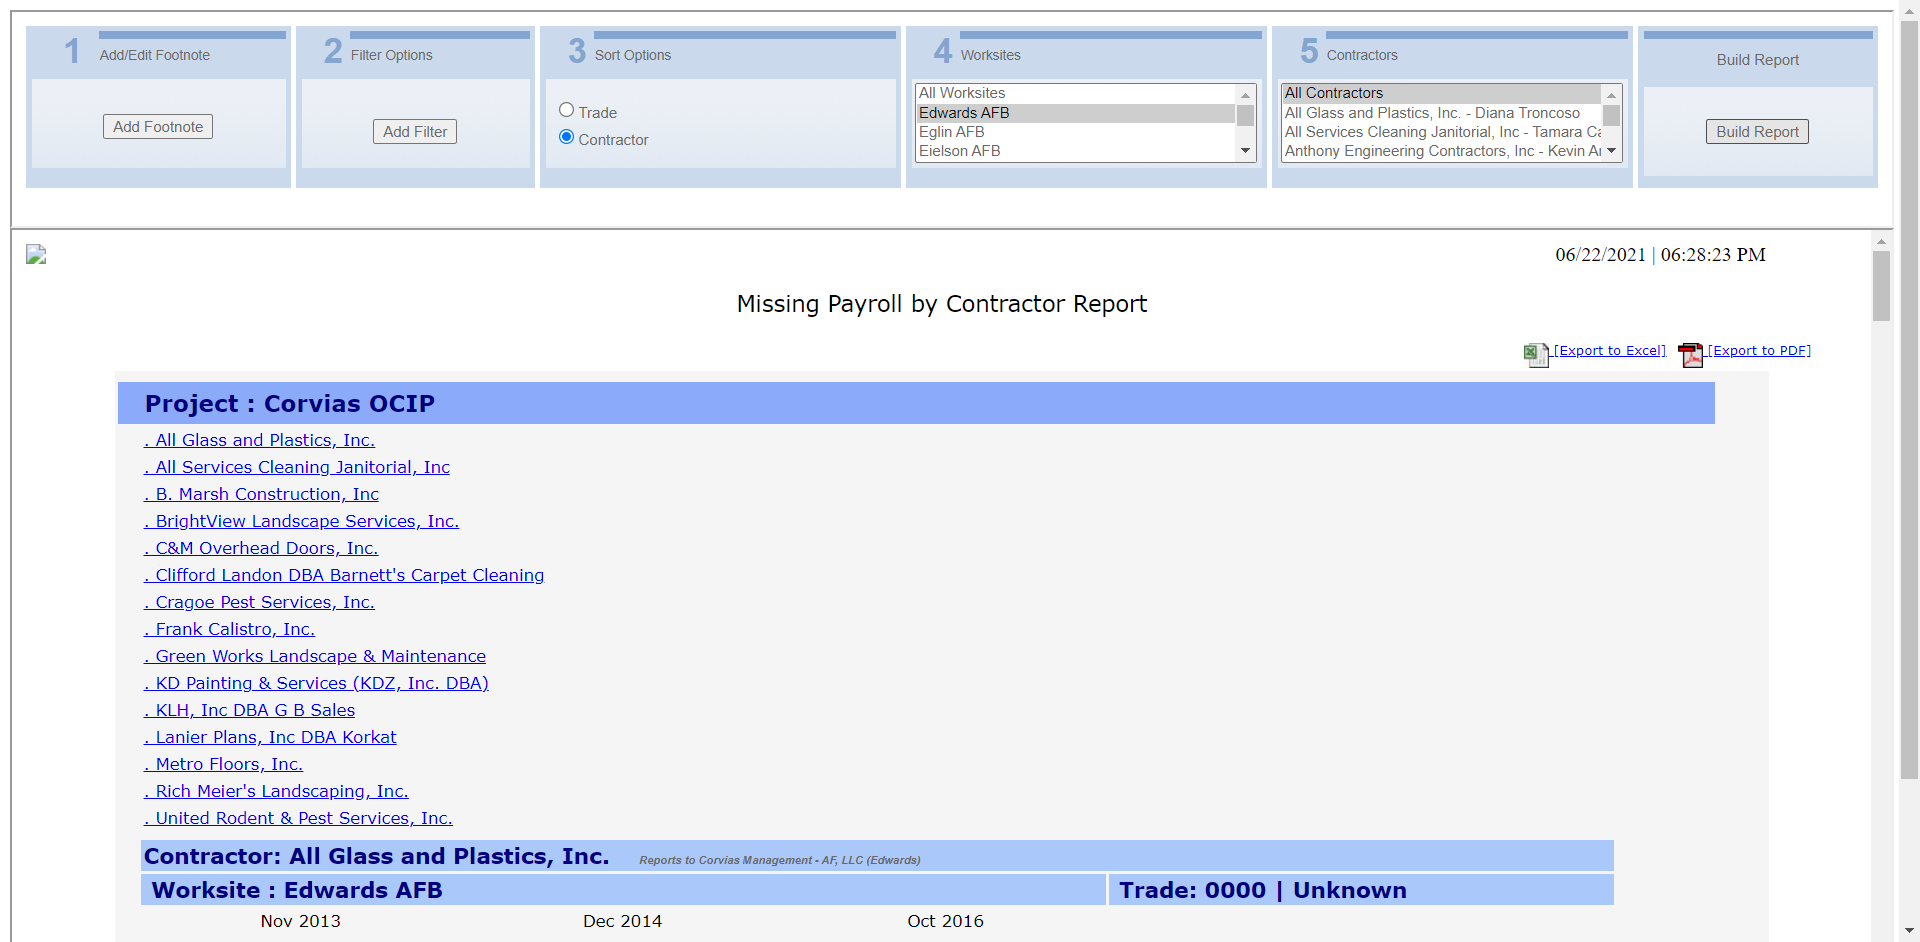 1 Add/Edit Footnote
Add Footnote
2 Filter Options
Add Filter
3 Sort Options
Trade
Contractor
4 Worksites
All Worksites
Edwards AFB
Eglin AFB
Eielson AFB
5 Contractors
All Contractors
All Glass and Plastics, Inc. - Diana Troncoso
All Services Cleaning Janitorial, Inc - Tamara Ca
Anthony Engineering Contractors, Inc - Kevin Ar
Build Report
Build Report
06/22/2021 | 06:28:23 PM
Missing Payroll by Contractor Report
[Export to Excel] [Export to PDF]
Project : Corvias OCIP
. All Glass and Plastics, Inc.
. All Services Cleaning Janitorial, Inc
. B. Marsh Construction, Inc
. BrightView Landscape Services, Inc.
. C&M Overhead Doors, Inc.
. Clifford Landon DBA Barnett's Carpet Cleaning
. Cragoe Pest Services, Inc.
. Frank Calistro, Inc.
. Green Works Landscape & Maintenance
. KD Painting & Services (KDZ, Inc. DBA)
. KLH, Inc DBA G B Sales
. Lanier Plans, Inc DBA Korkat
. Metro Floors, Inc.
. Rich Meier's Landscaping, Inc.
. United Rodent & Pest Services, Inc.
Contractor: All Glass and Plastics, Inc. Reports to Corvias Management - AF, LLC (Edwards)
Worksite : Edwards AFB Trade: 0000 | Unknown
Nov 2013 Dec 2014 Oct 2016